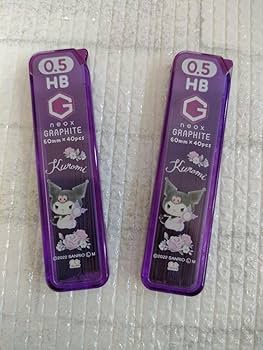 0.5
HB
G
neox
GRAPHITE
60mm×40pcs
Kuromi
©2022 SANRIO Ⓛ M
0.5
HB
G
neox
GRAPHITE
60mm×40pcs
Kuromi
©2022 SANRIO Ⓛ M